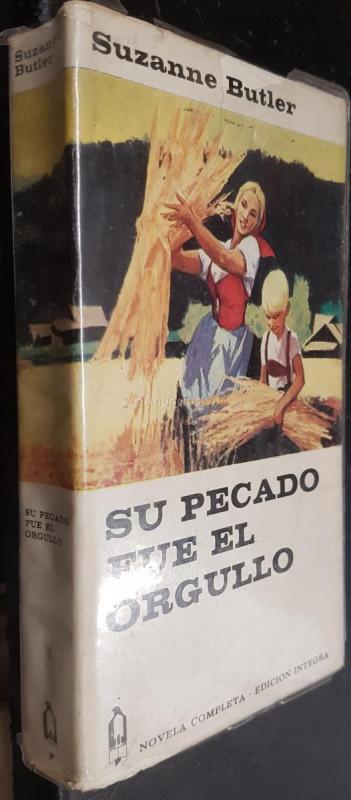 Suzanne Butler
SU PECADO
FUE EL
ORGULLO
NOVELA COMPLETA · EDICION INTEGRA
Suzanne
Butler
SU PECADO
FUE EL
ORGULLO